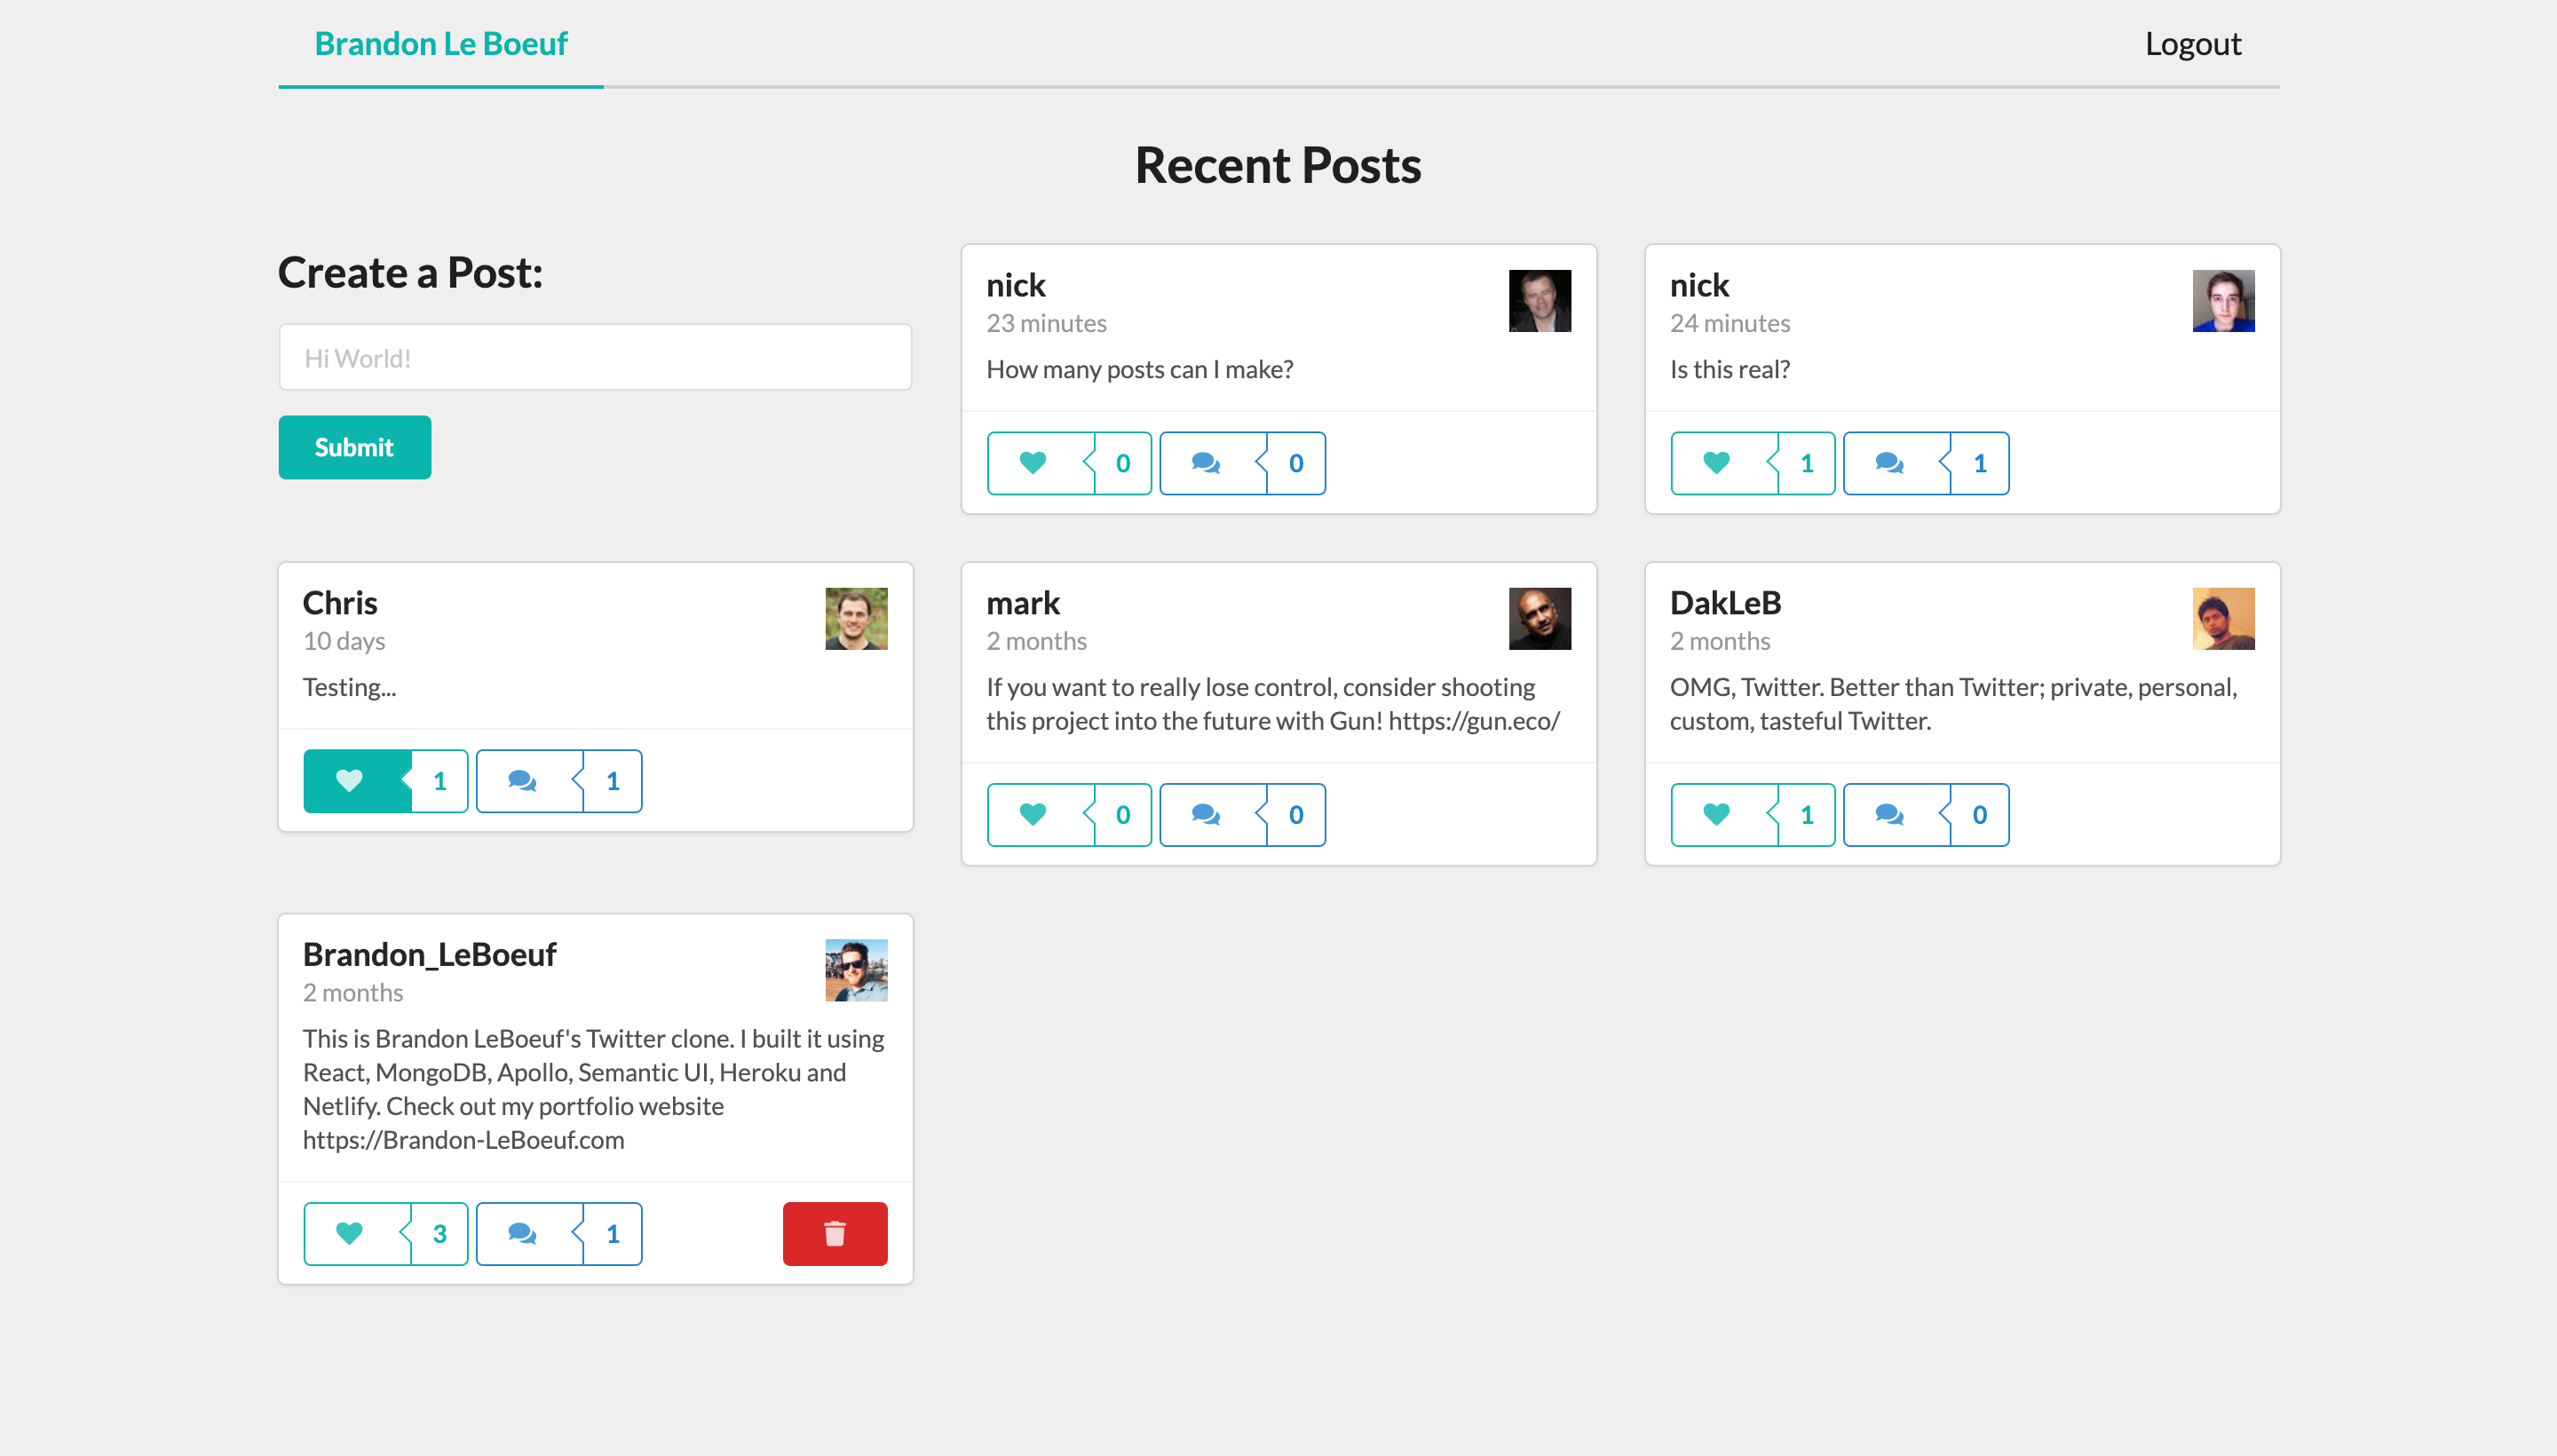 Brandon Le Boeuf
Logout
Recent Posts
Create a Post:
Hi World!
Submit
nick
23 minutes
How many posts can I make?
0
0
nick
24 minutes
Is this real?
1
1
Chris
10 days
Testing...
1
1
mark
2 months
If you want to really lose control, consider shooting
this project into the future with Gun! https://gun.eco/
0
0
DakLeB
2 months
OMG, Twitter. Better than Twitter; private, personal,
custom, tasteful Twitter.
1
0
Brandon_LeBoeuf
2 months
This is Brandon LeBoeuf's Twitter clone. I built it using
React, MongoDB, Apollo, Semantic UI, Heroku and
Netlify. Check out my portfolio website
https://Brandon-LeBoeuf.com
3
1